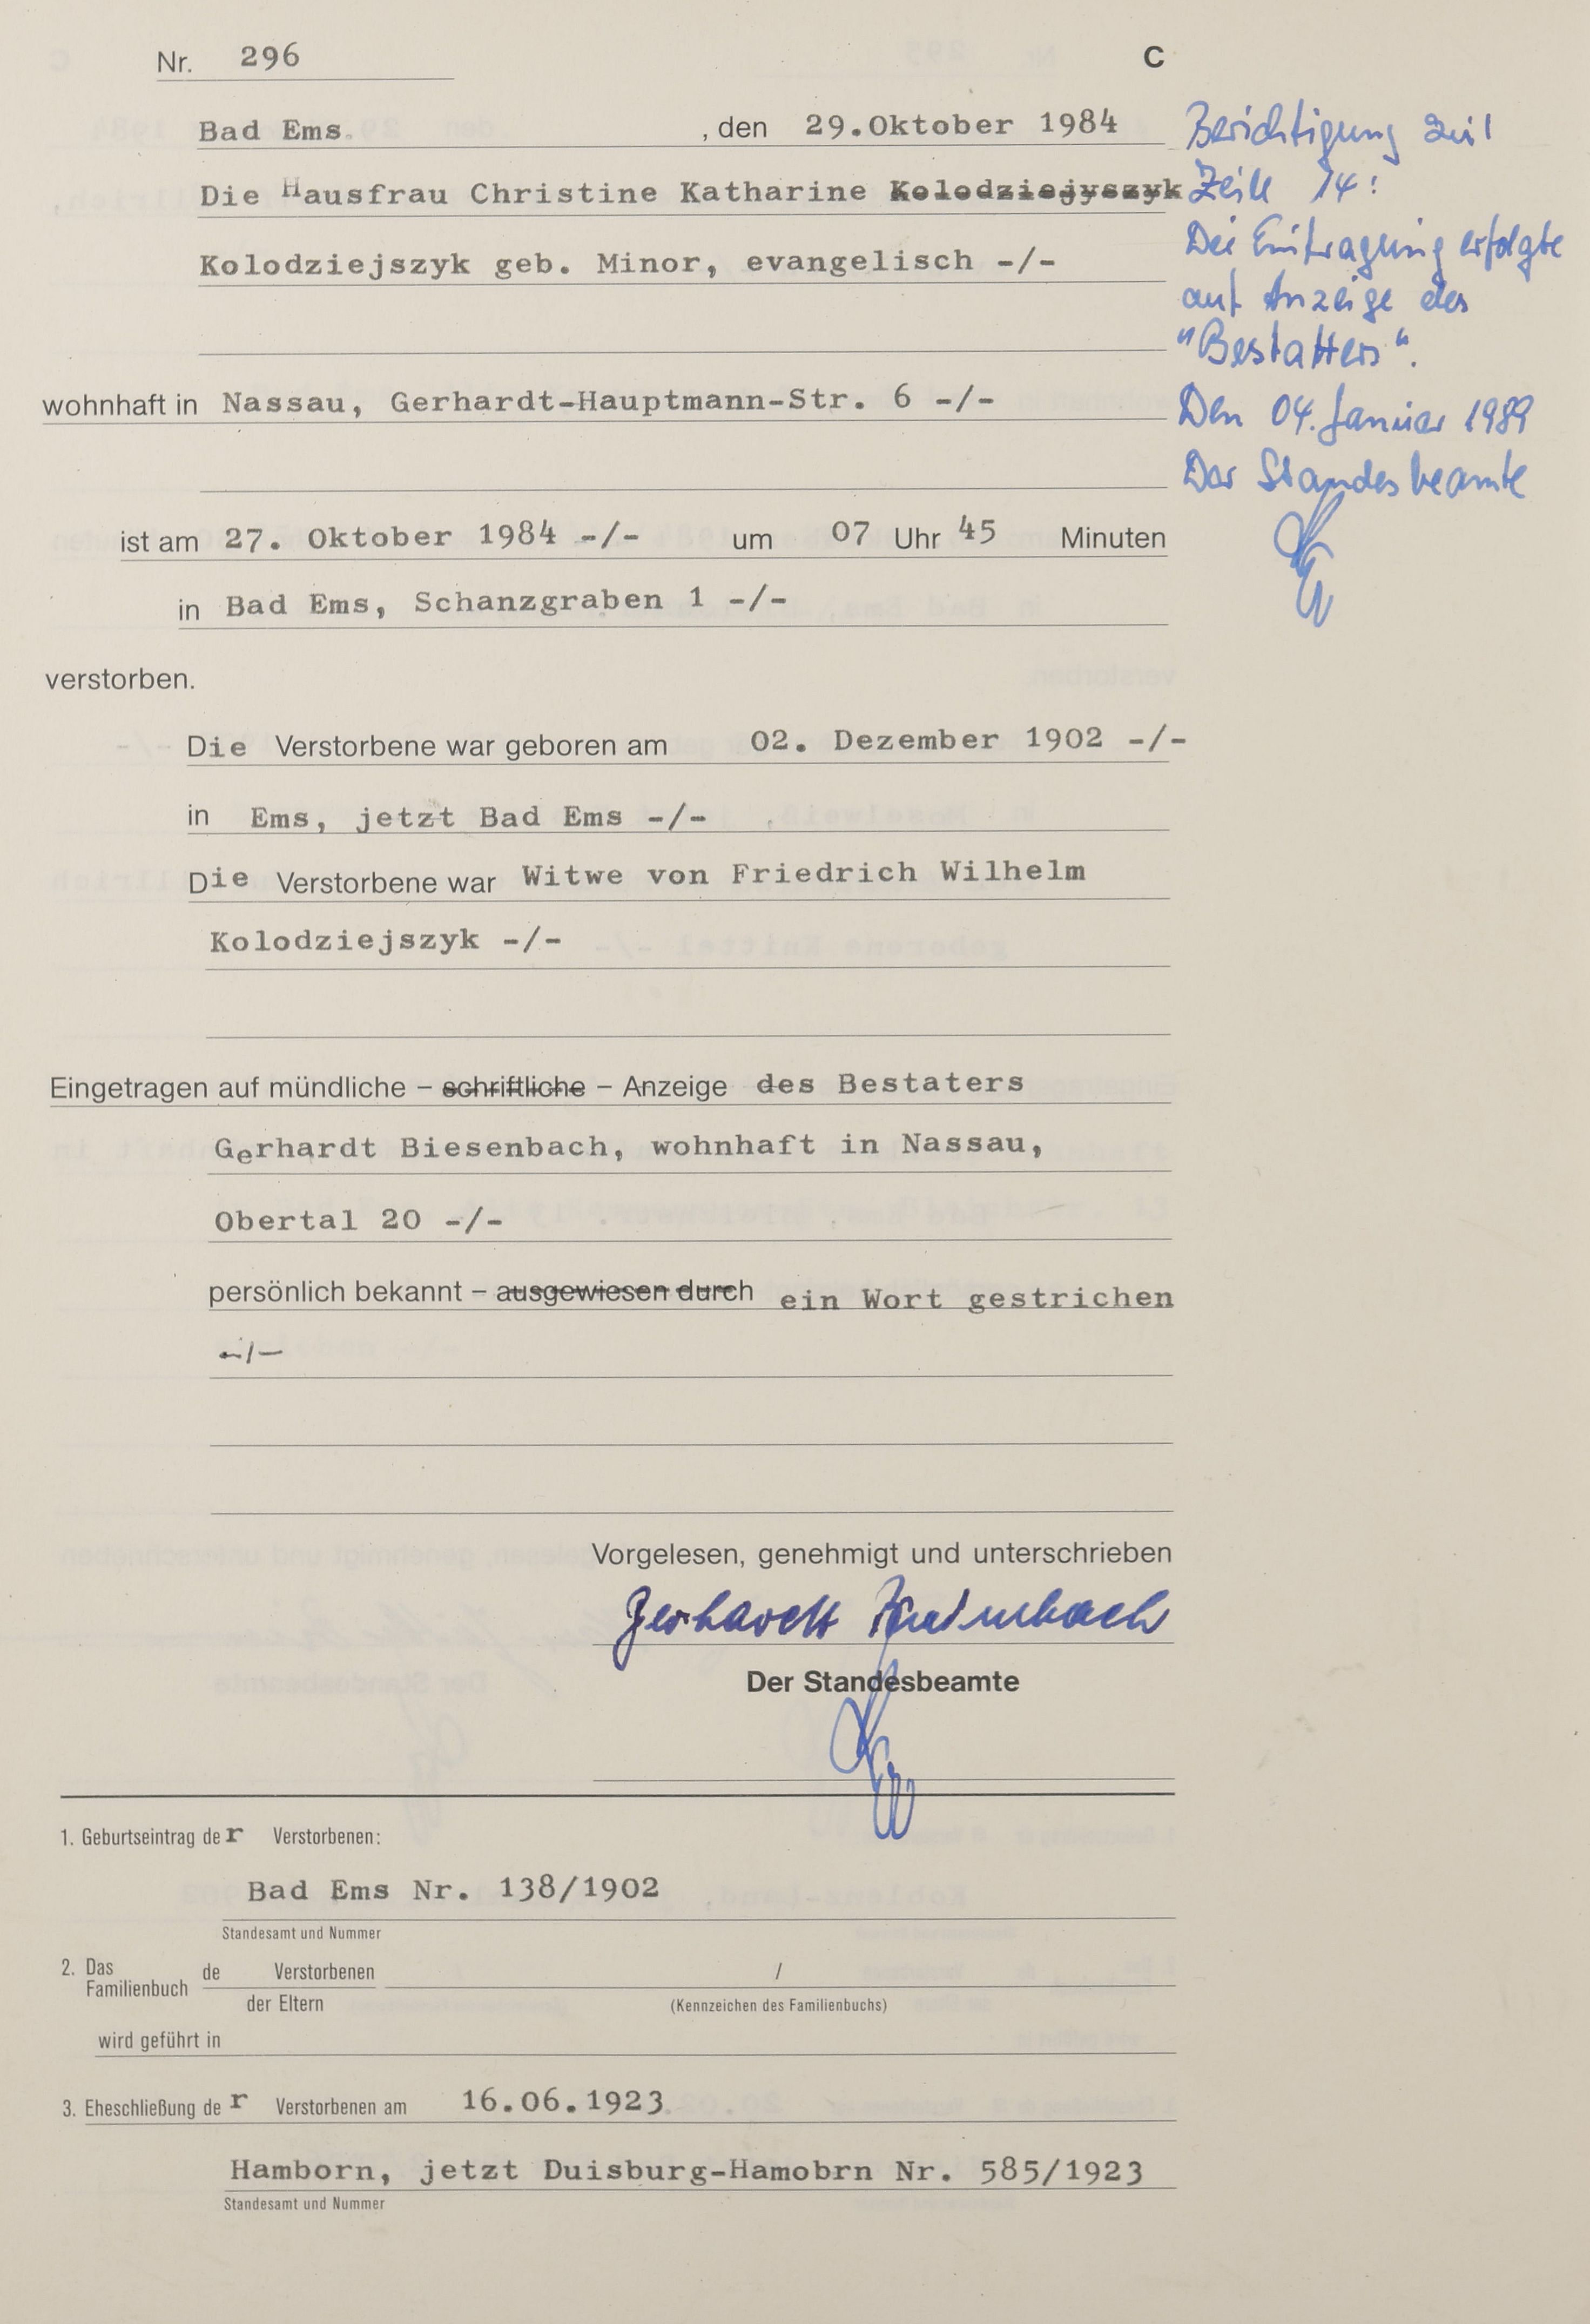 Nr. 296
C
Bad Ems. , den 29.Oktober 1984
Die Hausfrau Christine Katharine Kolodziejyszyk
Kolodziejszyk geb. Minor, evangelisch -/-
wohnhaft in Nassau, Gerhardt-Hauptmann-Str. 6 -/-
ist am 27. Oktober 1984 -/- um 07 Uhr 45 Minuten
in Bad Ems, Schanzgraben 1 -/-
verstorben.
Die Verstorbene war geboren am 02. Dezember 1902 -/-
in Ems, jetzt Bad Ems -/-
Die Verstorbene war Witwe von Friedrich Wilhelm
Kolodziejszyk -/-
Eingetragen auf mündliche – schriftliche – Anzeige des Bestaters
Gerhardt Biesenbach, wohnhaft in Nassau,
Obertal 20 -/-
persönlich bekannt – ausgewiesen durch ein Wort gestrichen
-/-
Vorgelesen, genehmigt und unterschrieben
Gerhardt Biesenbach
Der Standesbeamte
Berichtigung
Zeile 14:
Die Eintragung erfolgte
auf Anzeige des
"Bestatters".
Den 04. Januar 1989
Der Standesbeamte
1. Geburtseintrag der Verstorbenen:
Bad Ems Nr. 138/1902
Standesamt und Nummer
2. Das Familienbuch de Verstorbenen /
der Eltern (Kennzeichen des Familienbuchs)
wird geführt in
3. Eheschließung der Verstorbenen am 16.06.1923
Hamborn, jetzt Duisburg-Hamobrn Nr. 585/1923
Standesamt und Nummer